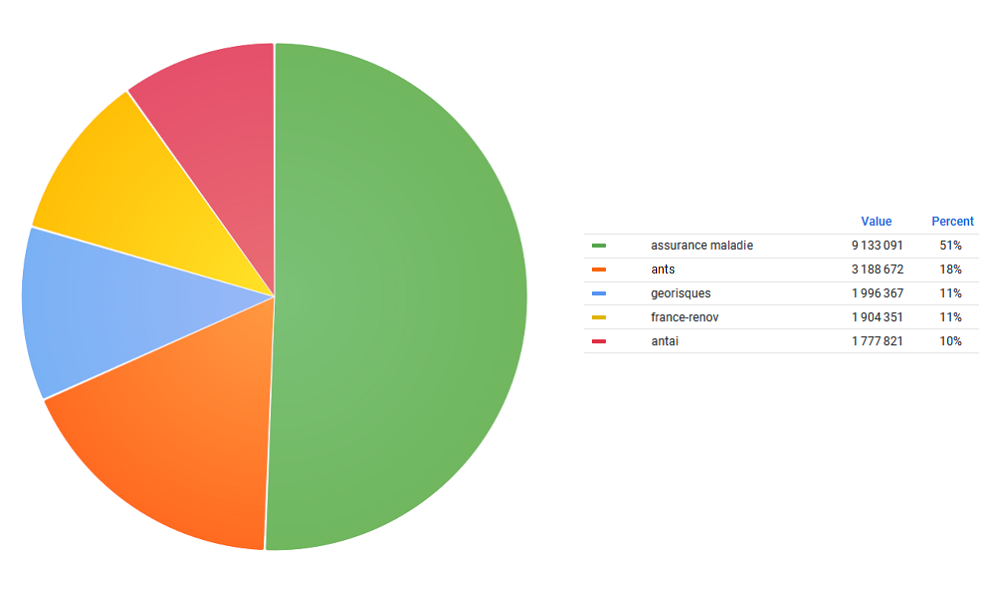 Value Percent
assurance maladie 9 133 091 51%
ants 3 188 672 18%
georisques 1 996 367 11%
france-renov 1 904 351 11%
antai 1 777 821 10%